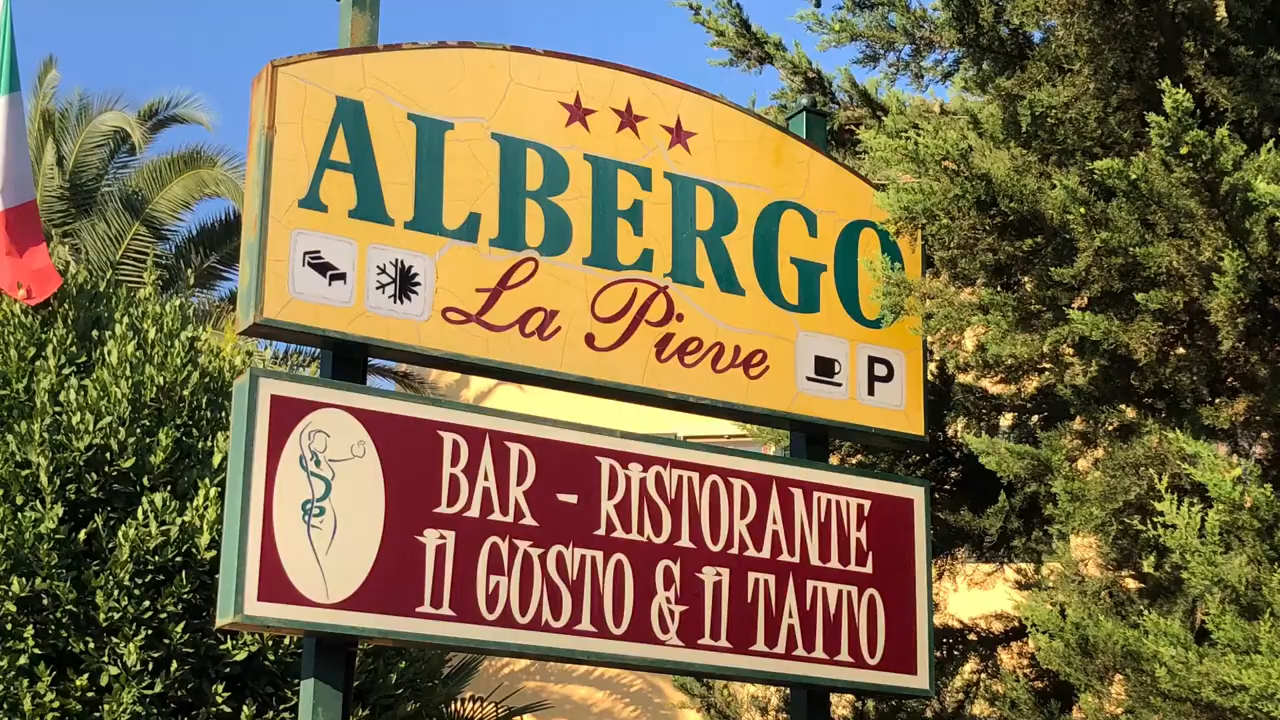 ALBERGO
La Pieve
P
BAR - RISTORANTE
il GUSTO & il TATTO